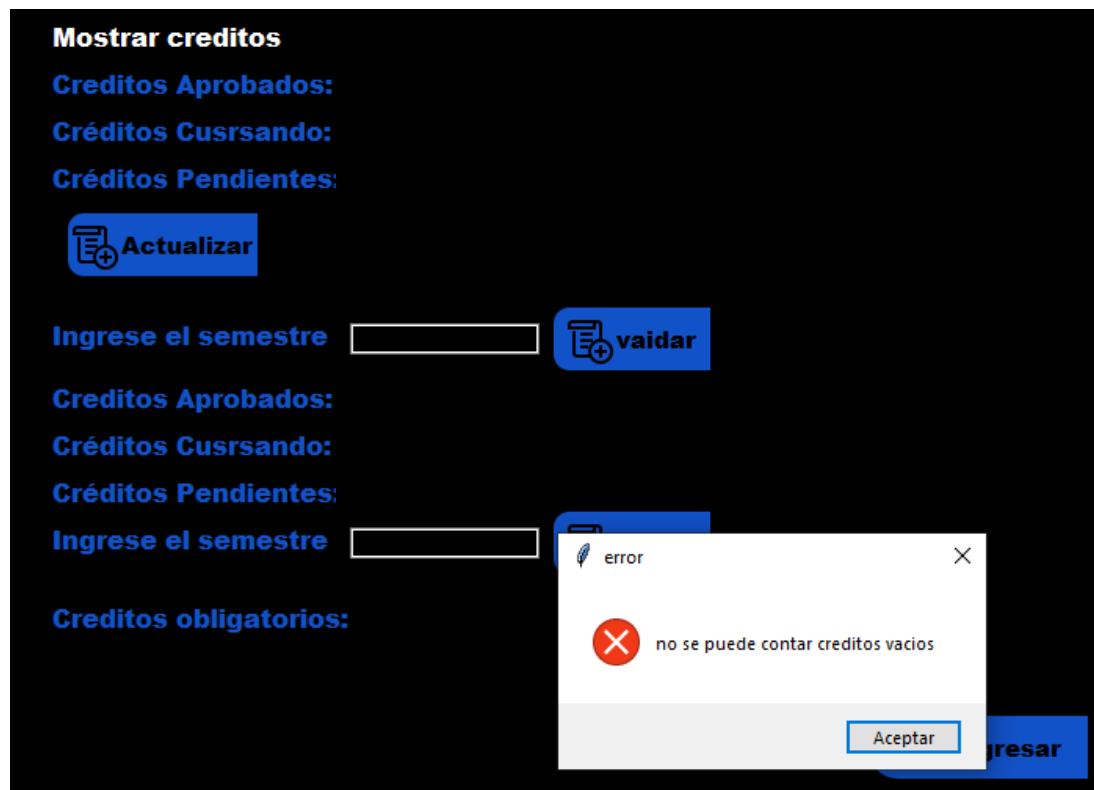 Mostrar creditos
Creditos Aprobados:
Créditos Cusrsando:
Créditos Pendientes:
Actualizar
Ingrese el semestre
vaidar
Creditos Aprobados:
Créditos Cusrsando:
Créditos Pendientes:
Ingrese el semestre
error
no se puede contar creditos vacios
Creditos obligatorios:
Aceptar